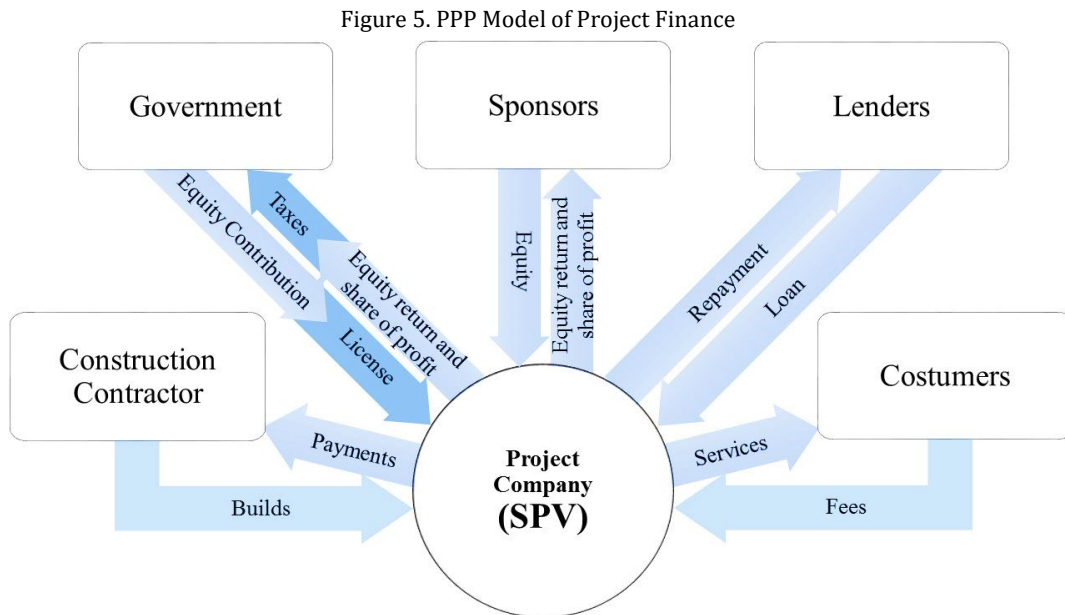 Figure 5. PPP Model of Project Finance
Government
Sponsors
Lenders
Equity Contribution
License
Taxes
Equity return and
share of profit
Equity
Equity return and
share of profit
Repayment
Loan
Construction
Contractor
Costumers
Payments
Builds
Project
Company
(SPV)
Services
Fees